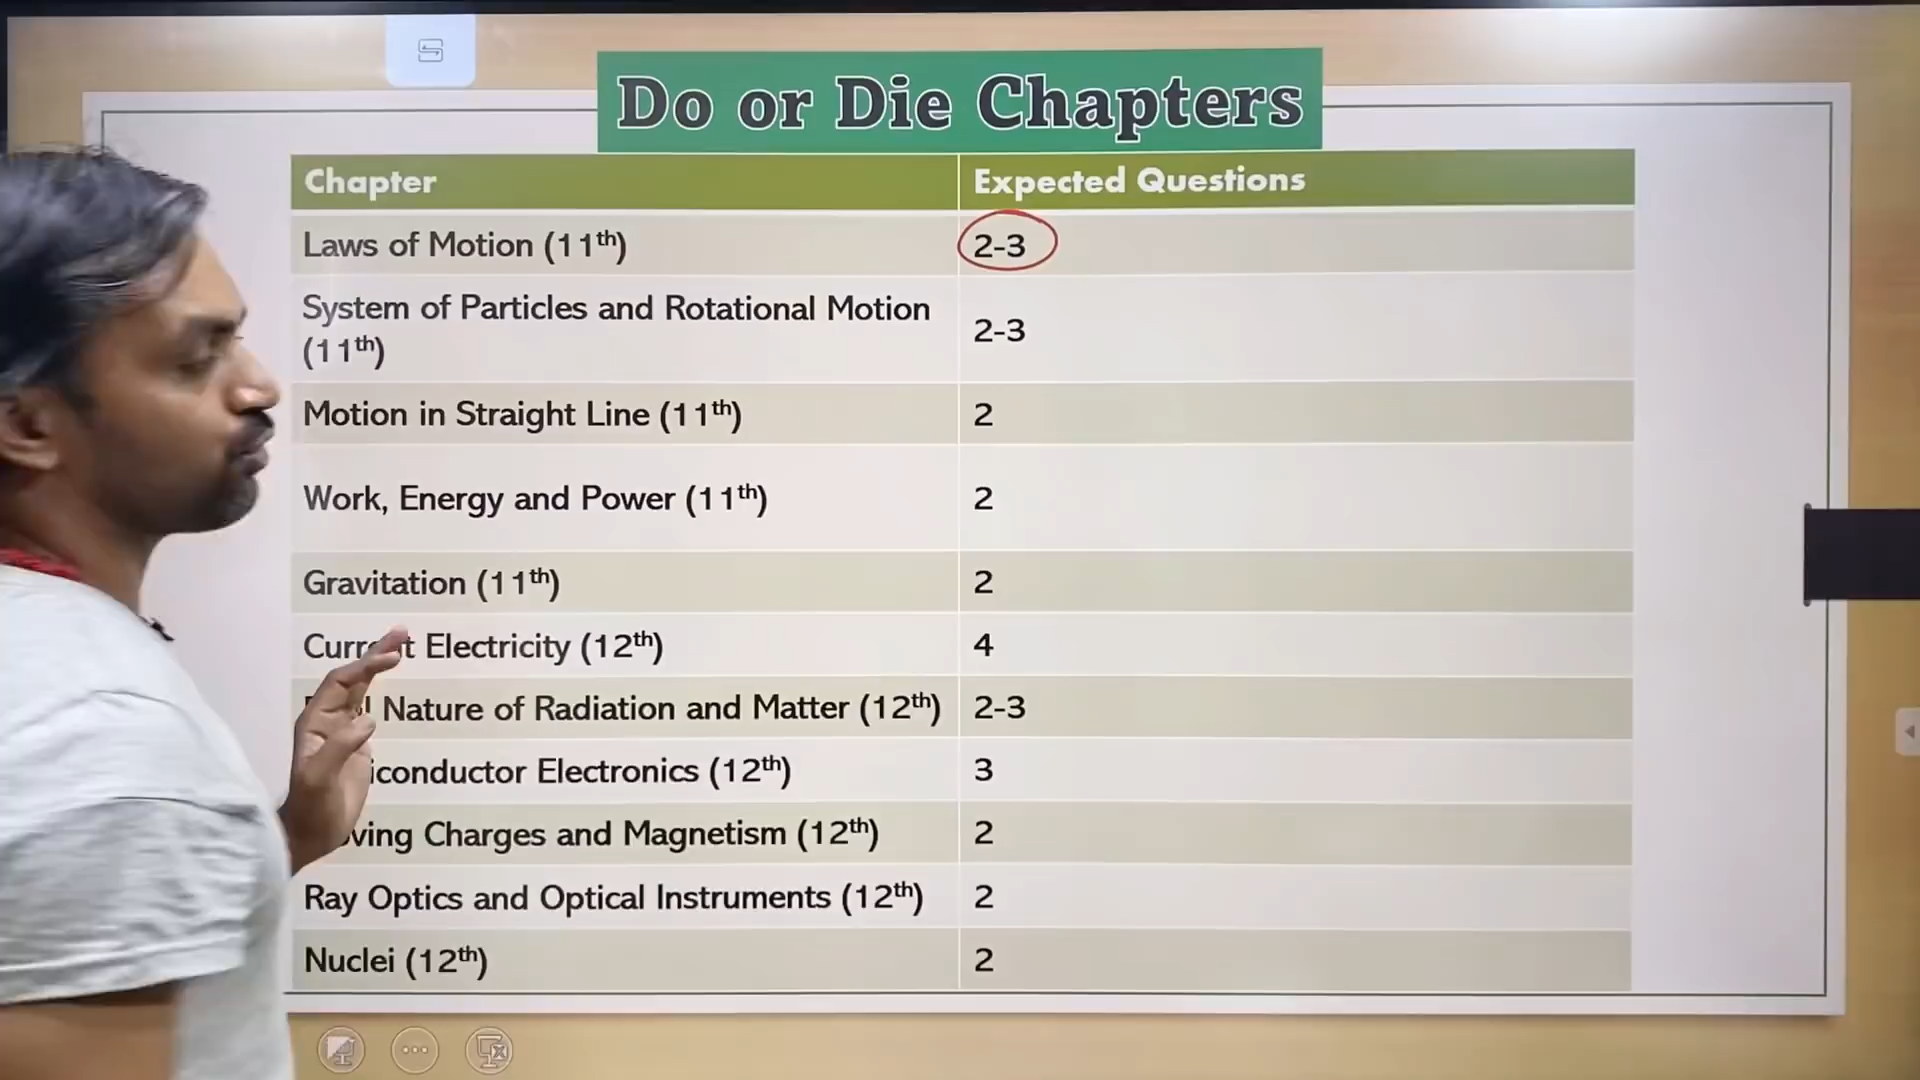 Do or Die Chapters
Chapter Expected Questions
Laws of Motion (11th) 2-3
System of Particles and Rotational Motion
(11th) 2-3
Motion in Straight Line (11th) 2
Work, Energy and Power (11th) 2
Gravitation (11th) 2
Electricity (12th) 4
Nature of Radiation and Matter (12th) 2-3
iconductor Electronics (12th) 3
ving Charges and Magnetism (12th) 2
Ray Optics and Optical Instruments (12th) 2
Nuclei (12th) 2